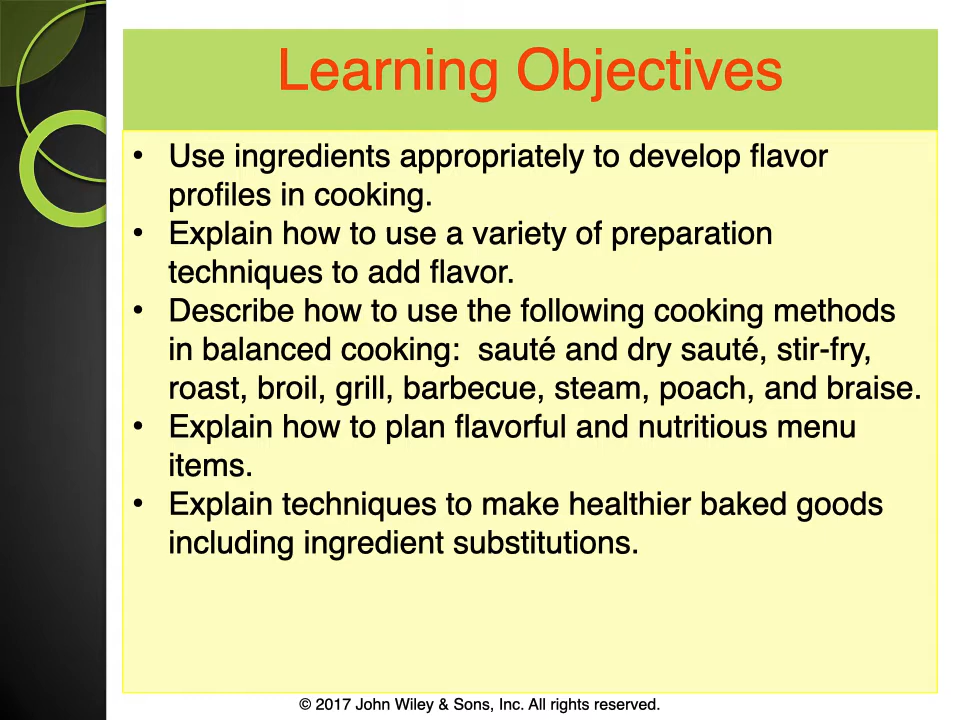 Learning Objectives
• Use ingredients appropriately to develop flavor
profiles in cooking.
• Explain how to use a variety of preparation
techniques to add flavor.
• Describe how to use the following cooking methods
in balanced cooking:  sauté and dry sauté, stir-fry,
roast, broil, grill, barbecue, steam, poach, and braise.
• Explain how to plan flavorful and nutritious menu
items.
• Explain techniques to make healthier baked goods
including ingredient substitutions.
© 2017 John Wiley & Sons, Inc. All rights reserved.